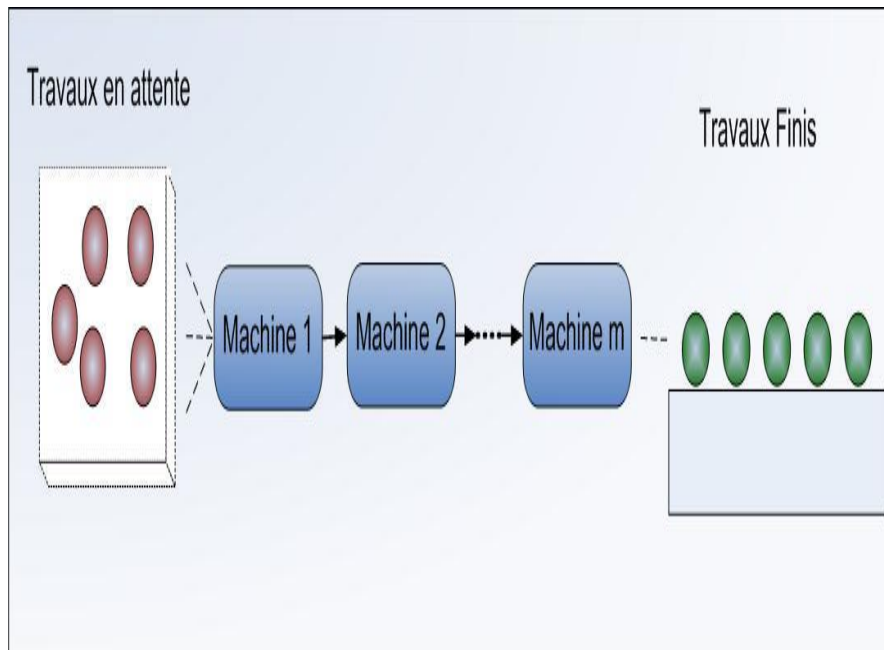 Travaux en attente
Travaux Finis
Machine 1
Machine 2
Machine m